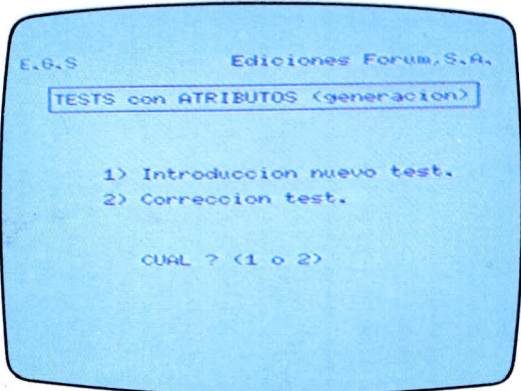 E.G.S Ediciones Forum,S.A.
TESTS con ATRIBUTOS (generacion)
1) Introduccion nuevo test.
2) Correccion test.
CUAL ? (1 o 2)